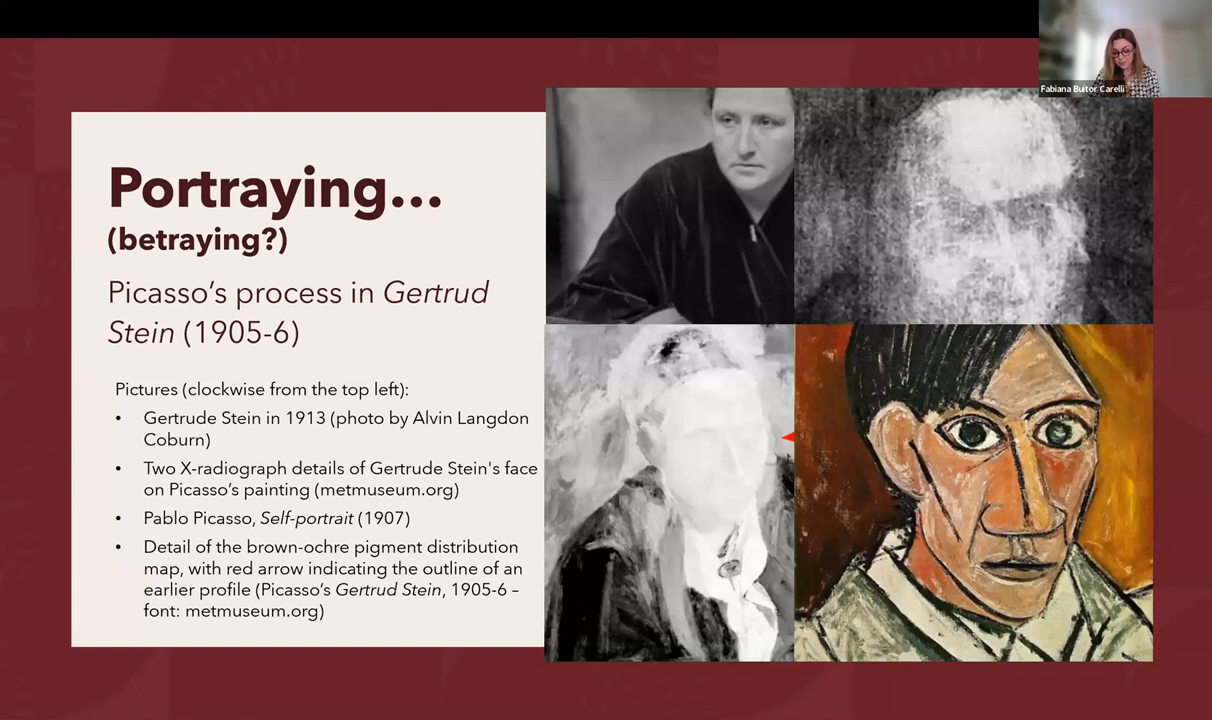 Fabiana Buitor Carelli
Portraying...
(betraying?)
Picasso's process in Gertrud
Stein (1905-6)
Pictures (clockwise from the top left):
• Gertrude Stein in 1913 (photo by Alvin Langdon
Coburn)
• Two X-radiograph details of Gertrude Stein's face
on Picasso's painting (metmuseum.org)
• Pablo Picasso, Self-portrait (1907)
• Detail of the brown-ochre pigment distribution
map, with red arrow indicating the outline of an
earlier profile (Picasso's Gertrud Stein, 1905-6 –
font: metmuseum.org)